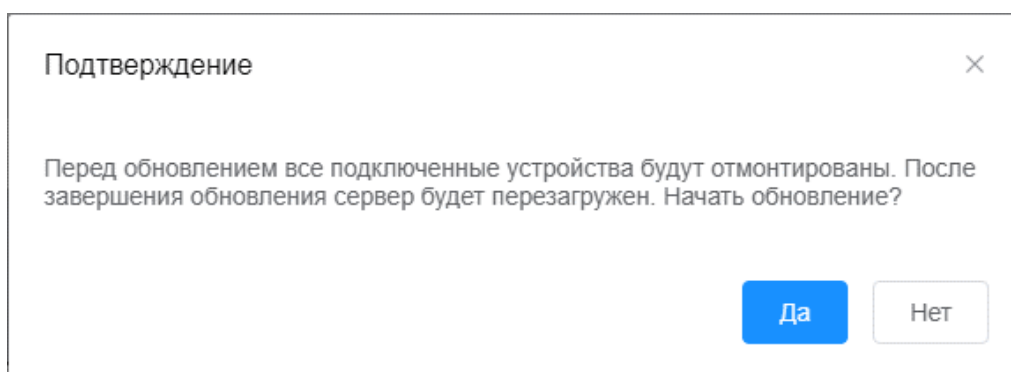 Подтверждение
Перед обновлением все подключенные устройства будут отмонтированы. После
завершения обновления сервер будет перезагружен. Начать обновление?
Да
Нет